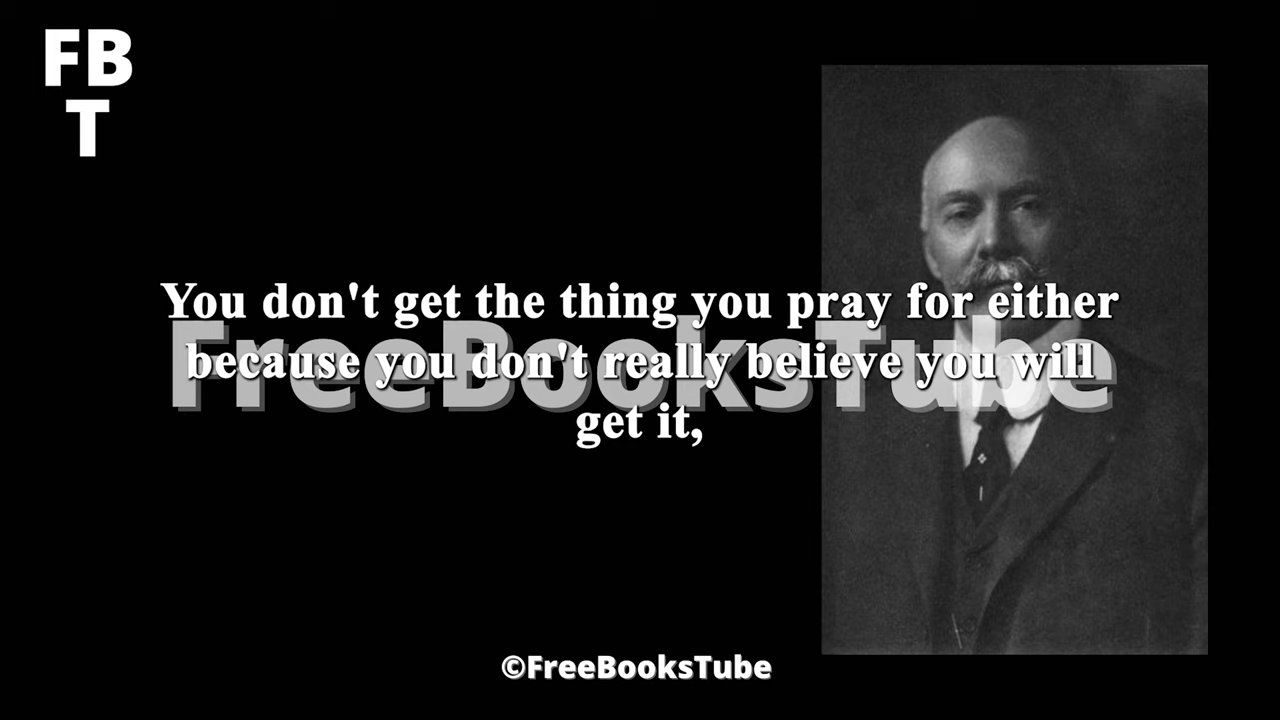 FB
T
You don't get the thing you pray for either
because you don't really believe you will
get it,
FreeBooksTube
©FreeBooksTube